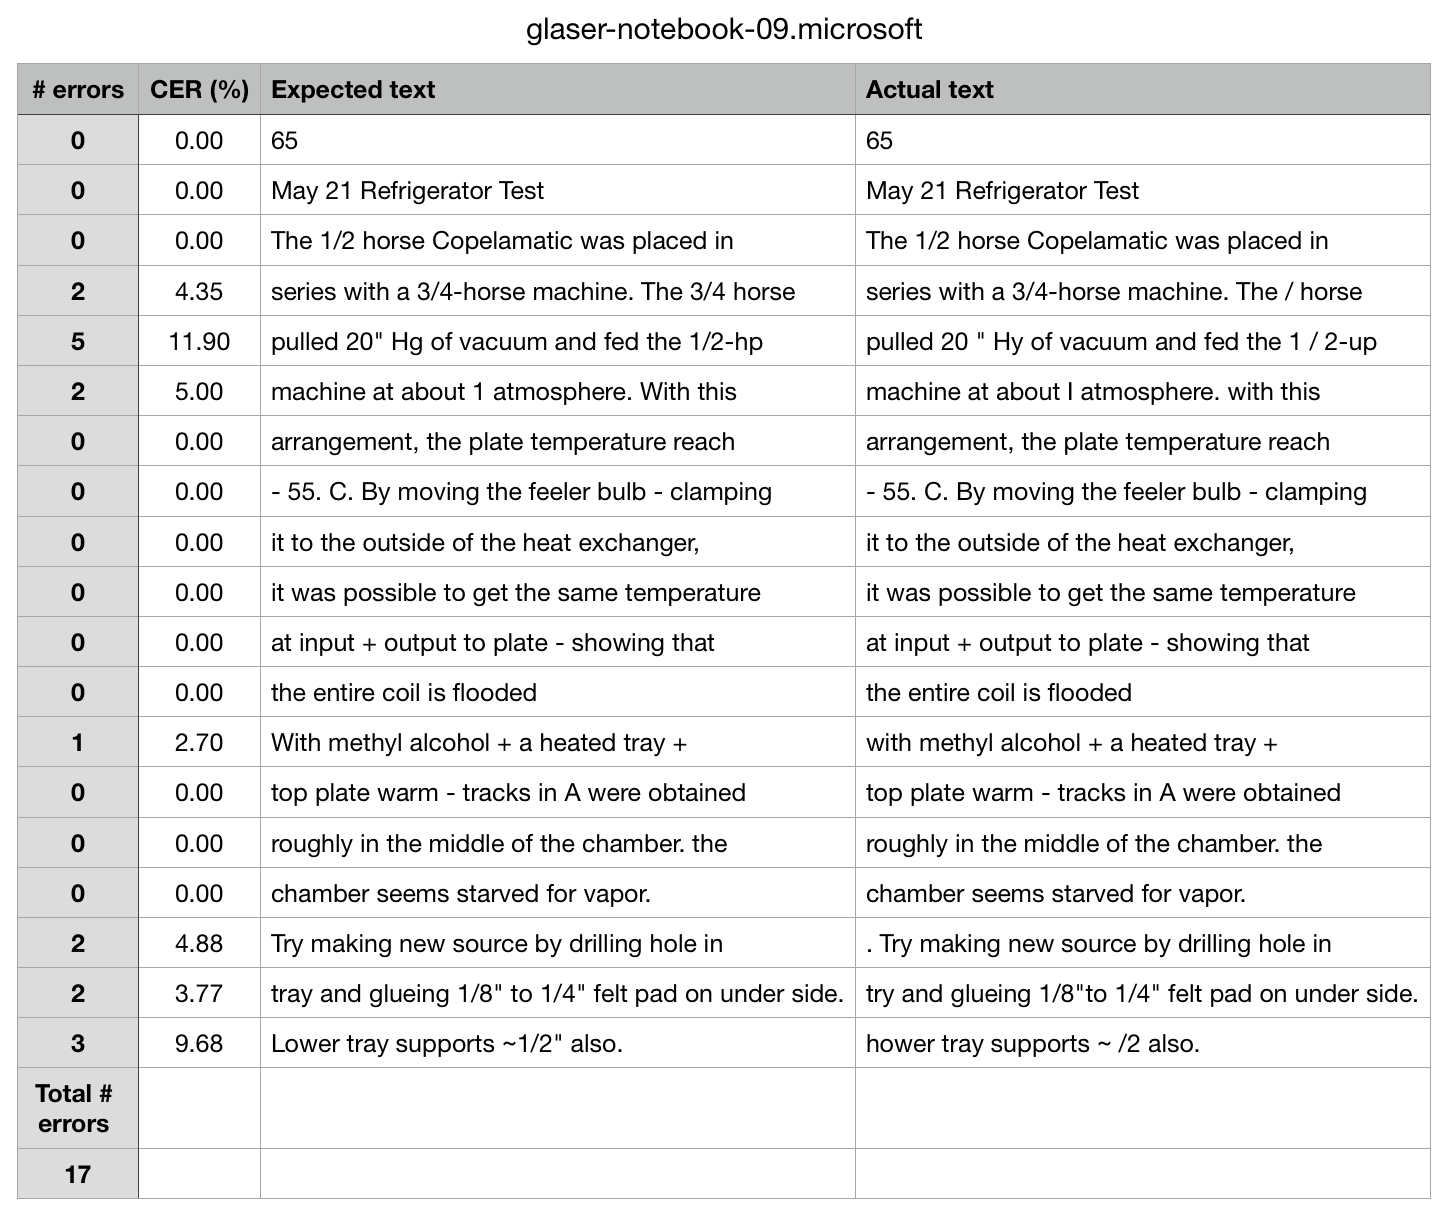 glaser-notebook-09.microsoft
# errors CER (%) Expected text Actual text
0 0.00 65 65
0 0.00 May 21 Refrigerator Test May 21 Refrigerator Test
0 0.00 The 1/2 horse Copelamatic was placed in The 1/2 horse Copelamatic was placed in
2 4.35 series with a 3/4-horse machine. The 3/4 horse series with a 3/4-horse machine. The / horse
5 11.90 pulled 20" Hg of vacuum and fed the 1/2-hp pulled 20 " Hy of vacuum and fed the 1 / 2-up
2 5.00 machine at about 1 atmosphere. With this machine at about I atmosphere. with this
0 0.00 arrangement, the plate temperature reach arrangement, the plate temperature reach
0 0.00 - 55. C. By moving the feeler bulb - clamping - 55. C. By moving the feeler bulb - clamping
0 0.00 it to the outside of the heat exchanger, it to the outside of the heat exchanger,
0 0.00 it was possible to get the same temperature it was possible to get the same temperature
0 0.00 at input + output to plate - showing that at input + output to plate - showing that
0 0.00 the entire coil is flooded the entire coil is flooded
1 2.70 With methyl alcohol + a heated tray + with methyl alcohol + a heated tray +
0 0.00 top plate warm - tracks in A were obtained top plate warm - tracks in A were obtained
0 0.00 roughly in the middle of the chamber. the roughly in the middle of the chamber. the
0 0.00 chamber seems starved for vapor. chamber seems starved for vapor.
2 4.88 Try making new source by drilling hole in . Try making new source by drilling hole in
2 3.77 tray and glueing 1/8" to 1/4" felt pad on under side. try and glueing 1/8"to 1/4" felt pad on under side.
3 9.68 Lower tray supports ~1/2" also. hower tray supports ~ /2 also.
Total #
errors
17